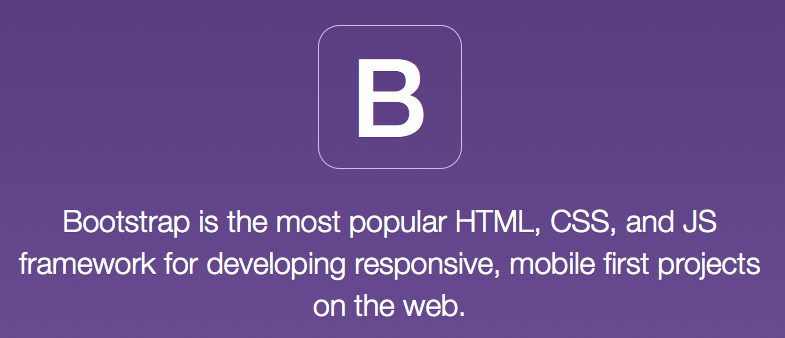 B
Bootstrap is the most popular HTML, CSS, and JS
framework for developing responsive, mobile first projects
on the web.